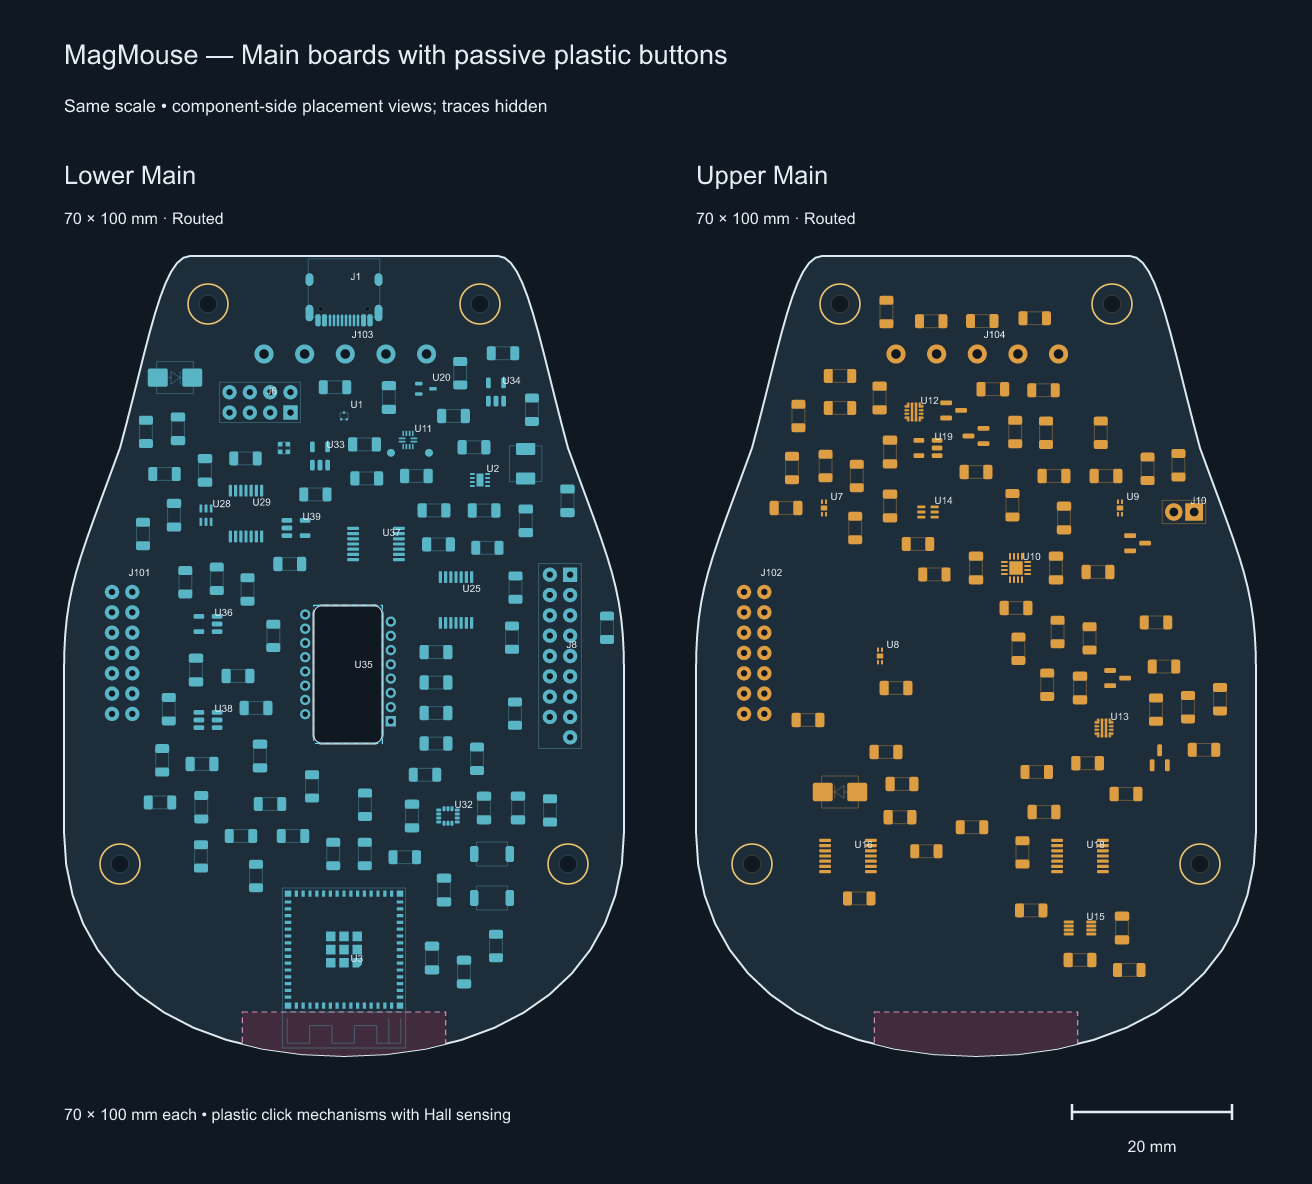 MagMouse — Main boards with passive plastic buttons
Same scale • component-side placement views; traces hidden
Lower Main
70 × 100 mm · Routed
J1
J103
U20
U34
J6
U1
U11
U33
U2
U28
U29
U39
U37
J101
U25
U36
J8
U35
U38
U32
U3
Upper Main
70 × 100 mm · Routed
J104
U12
U19
U7
U14
U9
J10
U10
J102
U8
U13
U16
U18
U15
70 × 100 mm each • plastic click mechanisms with Hall sensing
20 mm